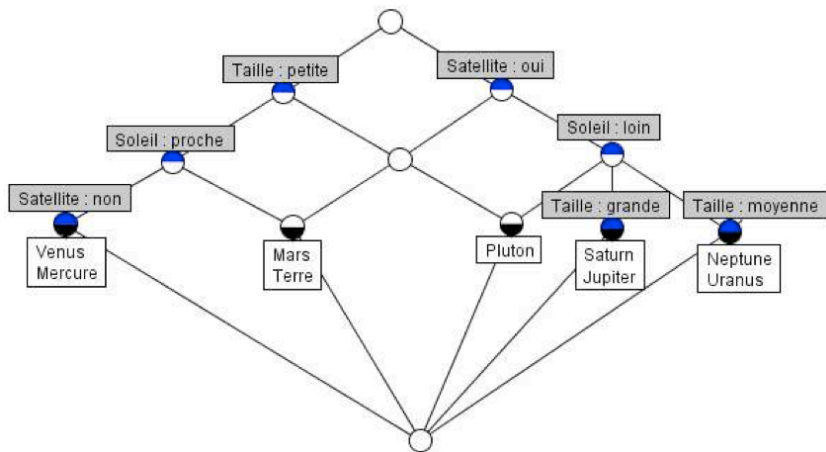 Taille : petite
Satellite : oui
Soleil : proche
Soleil : loin
Satellite : non
Taille : grande
Taille : moyenne
Venus
Mercure
Mars
Terre
Pluton
Saturn
Jupiter
Neptune
Uranus